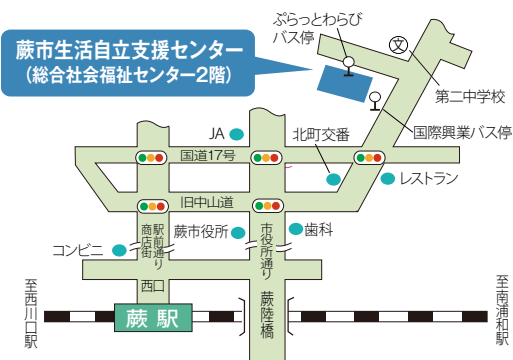 ぷらっとわらび
バス停
蕨市生活自立支援センター
(総合社会福祉センター2階)
文
第二中学校
国際興業バス停
JA
北町交番
国道17号
レストラン
旧中山道
駅前通り
商店街
蕨市役所
市役所通り
歯科
コンビニ
西口
蕨駅
蕨陸橋
至西川口駅
至南浦和駅